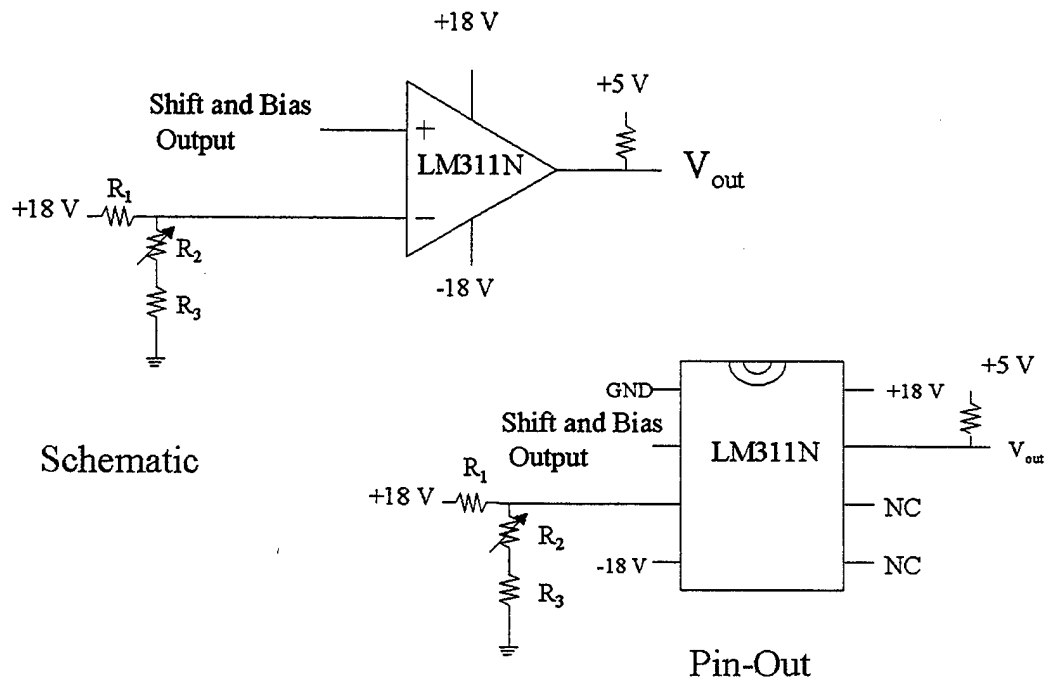 +18 V
+5 V
Shift and Bias
Output
+
LM311N
V_out
R_1
+18 V
−
R_2
-18 V
R_3
+5 V
GND
+18 V
Shift and Bias
Output
LM311N
V_out
Schematic
R_1
+18 V
NC
R_2
-18 V
NC
R_3
Pin-Out